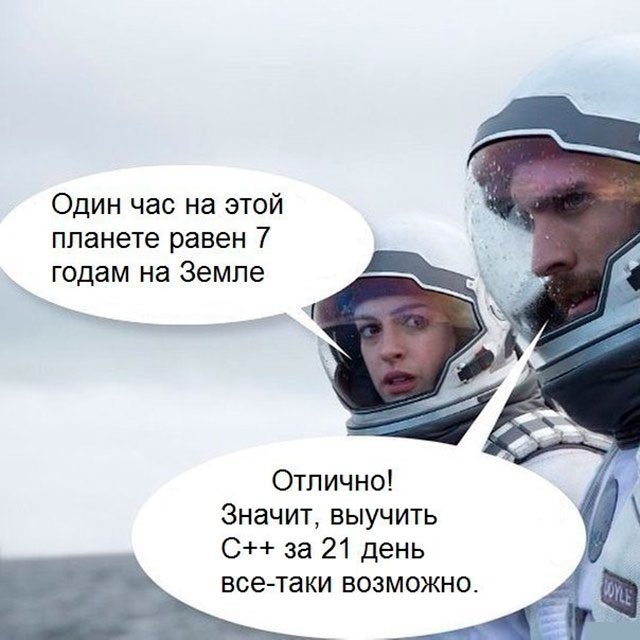 Один час на этой
планете равен 7
годам на Земле
Отлично!
Значит, выучить
С++ за 21 день
все-таки возможно.
DOYLE